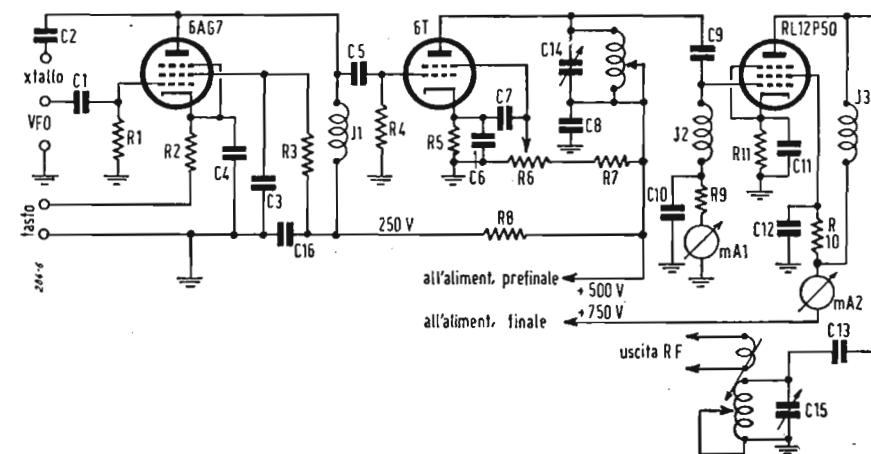 6AG7
6T
RL12P50
C2
C5
C14
C9
J3
xtallo
C1
VFO
R1
R2
C4
C3
R3
J1
R4
R5
C6
C7
C8
R6
R7
J2
R11
C11
C10
R9
mA1
C12
R
10
tasto
C16
250 V
R8
284-6
all'aliment. prefinale
+ 500 V
+ 750 V
all'aliment. finale
mA2
uscita RF
C13
C15